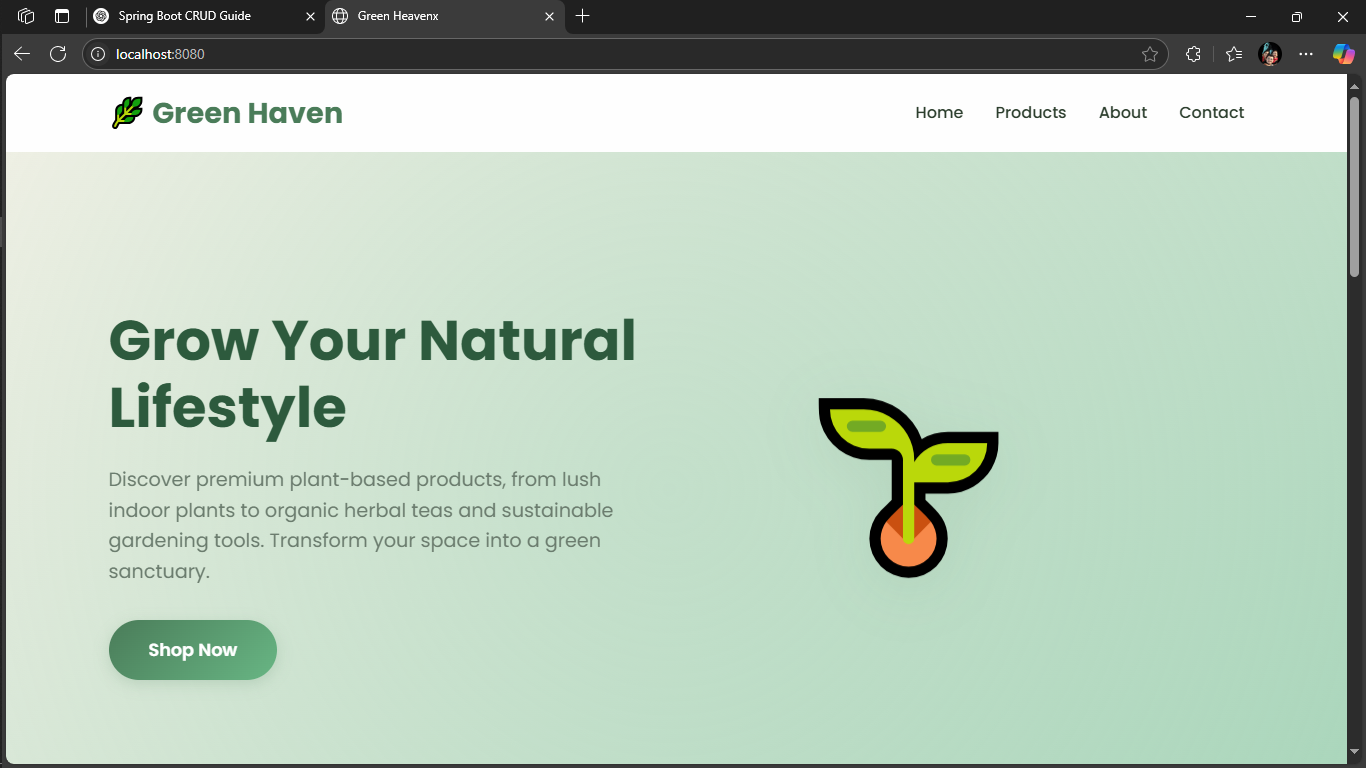 Spring Boot CRUD Guide
Green Heavenx
localhost:8080
Green Haven
Home Products About Contact
Grow Your Natural
Lifestyle
Discover premium plant-based products, from lush
indoor plants to organic herbal teas and sustainable
gardening tools. Transform your space into a green
sanctuary.
Shop Now